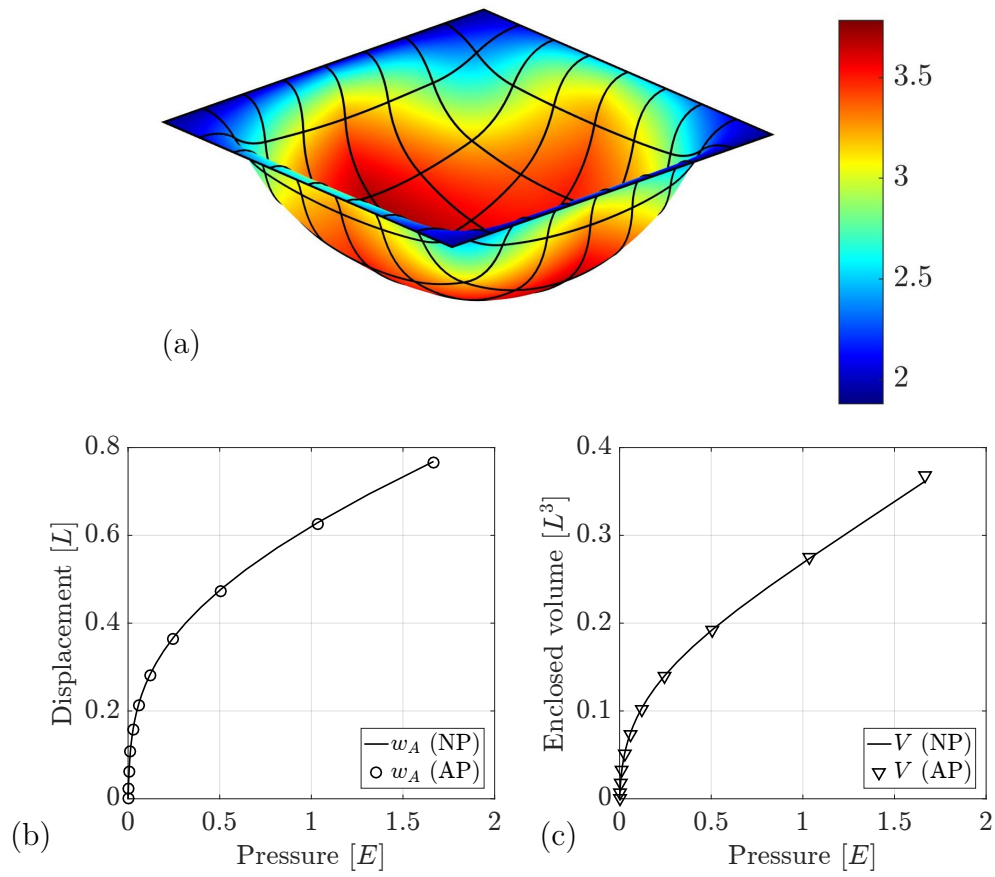 3.5
3
2.5
2
(a)
0.8
0.6
0.4
0.2
0
Displacement [L]
w_A (NP)
w_A (AP)
0
0.5
1
1.5
2
Pressure [E]
(b)
0.4
0.3
0.2
0.1
0
Enclosed volume [L^3]
V (NP)
V (AP)
0
0.5
1
1.5
2
Pressure [E]
(c)